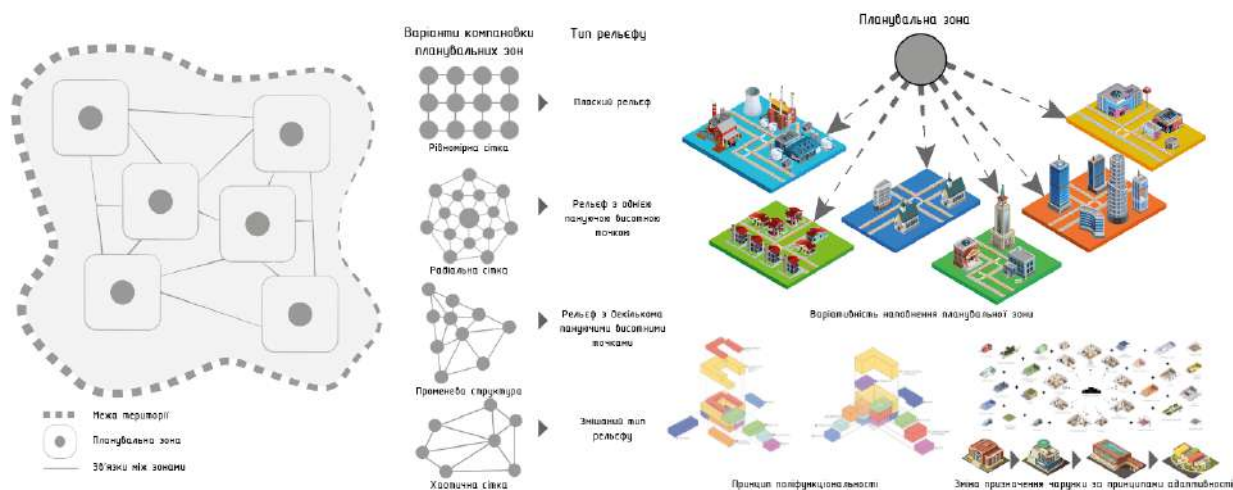 Варіанти компановки
планувальних зон
Тип рельєфу
Рівномірна сітка
Плаский рельєф
Радіальна сітка
Рельєф з однією
пануючою висотною
точкою
Променева структура
Рельєф з декількома
пануючими висотними
точками
Хаотична сітка
Змішаний тип
рельєфу
Межа території
Планувальна зона
Зв'язки між зонами
Планувальна зона
Варіативність наповнення планувальної зони
Принцип поліфункціональності
Зміна призначення чарунки за принципами адаптивності